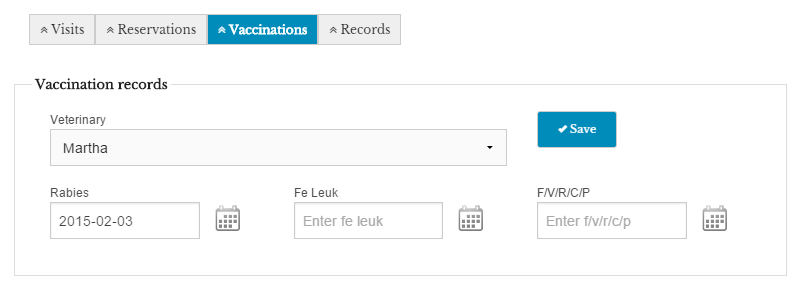 Visits Reservations Vaccinations Records
Vaccination records
Veterinary
Martha
Save
Rabies Fe Leuk F/V/R/C/P
2015-02-03 Enter fe leuk Enter f/v/r/c/p